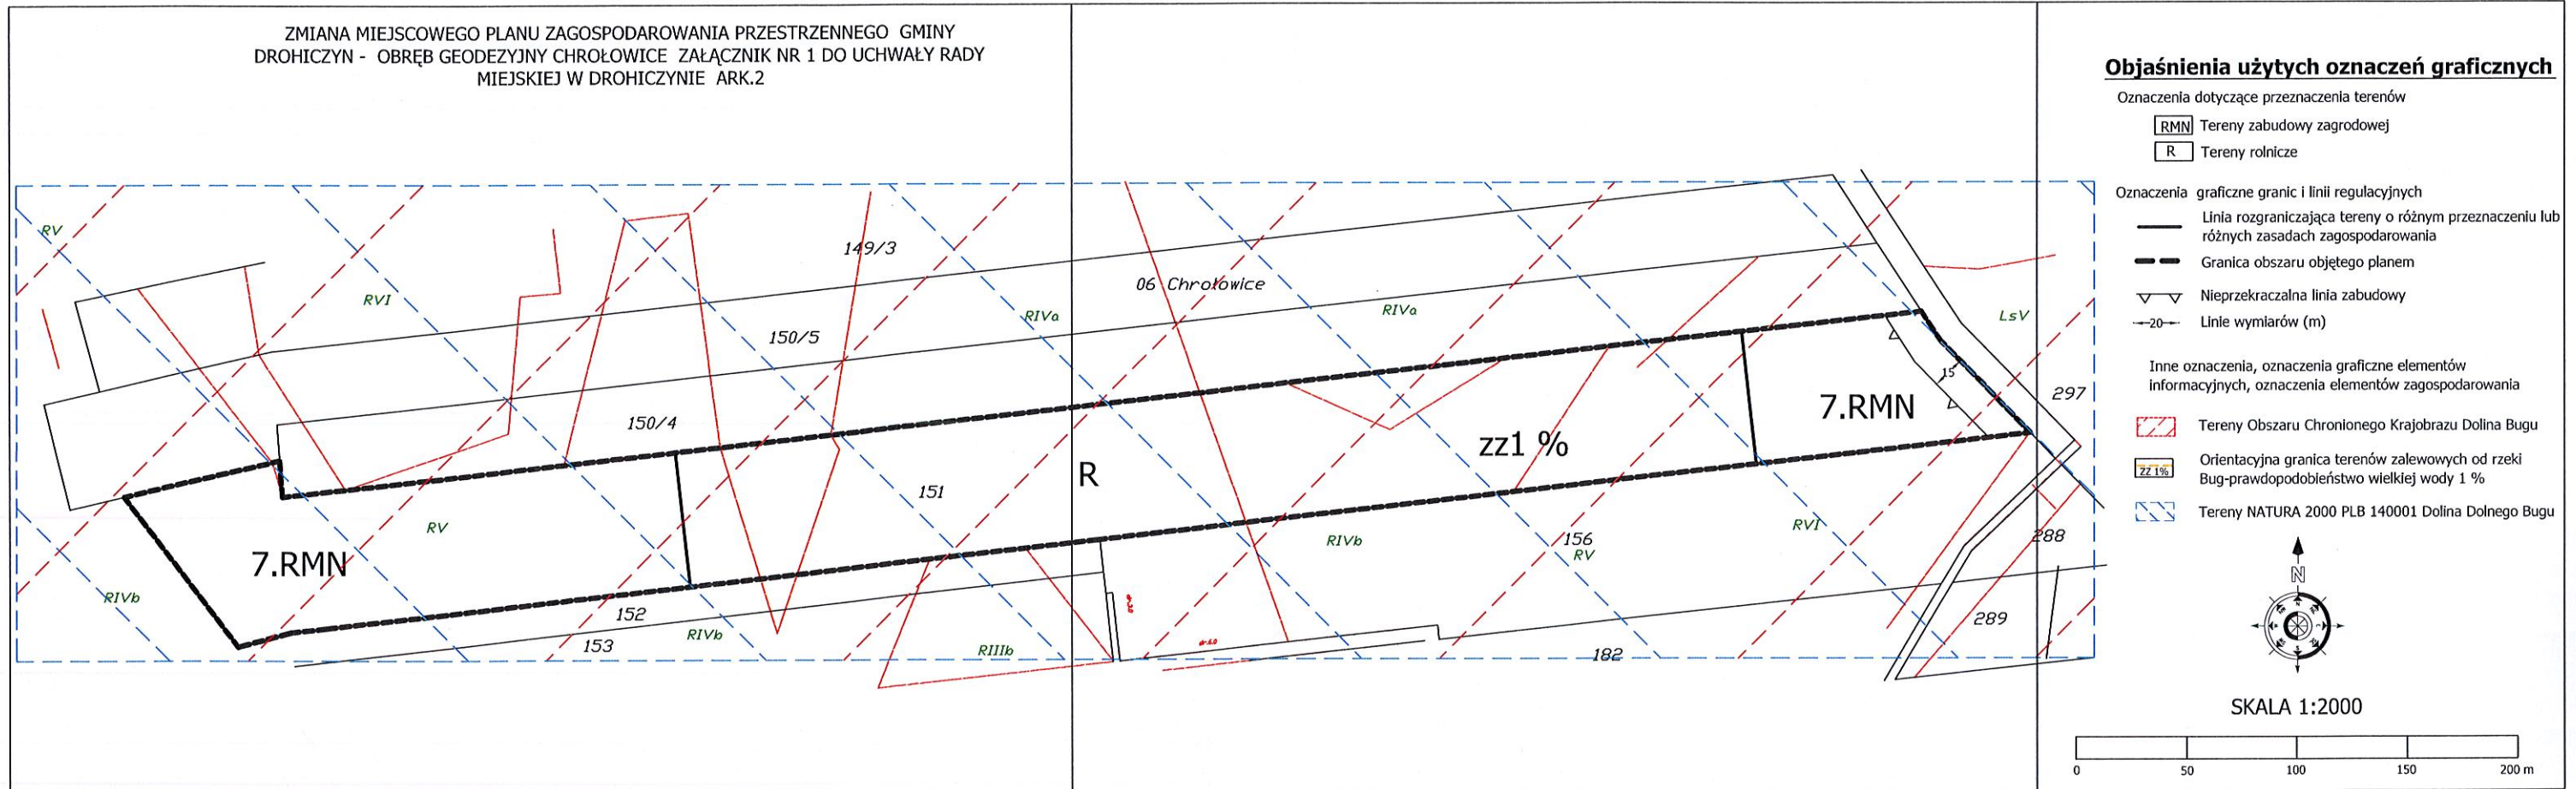 ZMIANA MIEJSCOWEGO PLANU ZAGOSPODAROWANIA PRZESTRZENNEGO GMINY
DROHICZYN - OBRĘB GEODEZYJNY CHROŁOWICE ZAŁĄCZNIK NR 1 DO UCHWAŁY RADY
MIEJSKIEJ W DROHICZYNIE ARK.2
RV
RVI
149/3
150/5
150/4
RIVa
06 Chrołowice
RIVa
LsV
297
15
7.RMN
zz1 %
R
151
RV
7.RMN
RIVb
152
153
RIVb
RIIIb
RIVb
156
RV
RVI
288
289
182
Objaśnienia użytych oznaczeń graficznych
Oznaczenia dotyczące przeznaczenia terenów
RMN Tereny zabudowy zagrodowej
R Tereny rolnicze
Oznaczenia graficzne granic i linii regulacyjnych
Linia rozgraniczająca tereny o różnym przeznaczeniu lub
różnych zasadach zagospodarowania
Granica obszaru objętego planem
Nieprzekraczalna linia zabudowy
20 Linie wymiarów (m)
Inne oznaczenia, oznaczenia graficzne elementów
informacyjnych, oznaczenia elementów zagospodarowania
Tereny Obszaru Chronionego Krajobrazu Dolina Bugu
ZZ 1% Orientacyjna granica terenów zalewowych od rzeki
Bug-prawdopodobieństwo wielkiej wody 1 %
Tereny NATURA 2000 PLB 140001 Dolina Dolnego Bugu
N
SKALA 1:2000
0 50 100 150 200 m